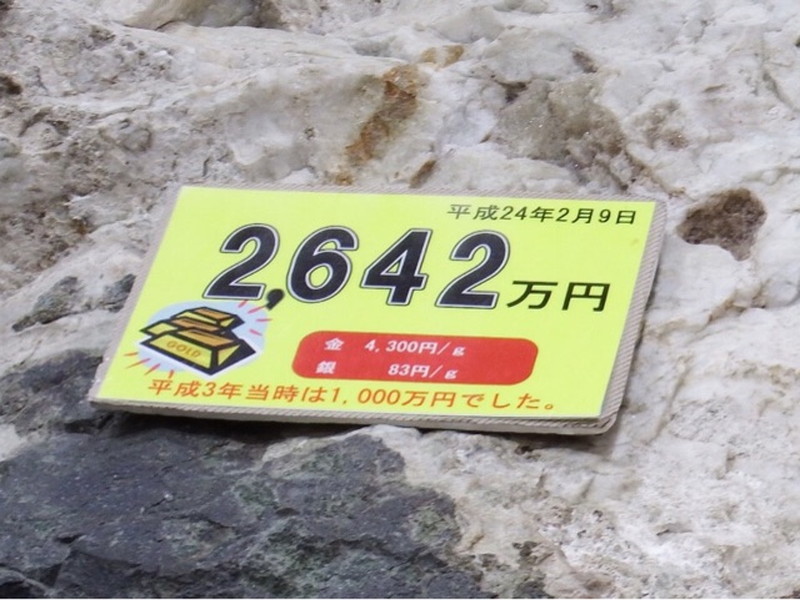 平成24年2月9日
2,642万円
GOLD
金 4,300円/g
銀 83円/g
平成3年当時は1,000万円でした。